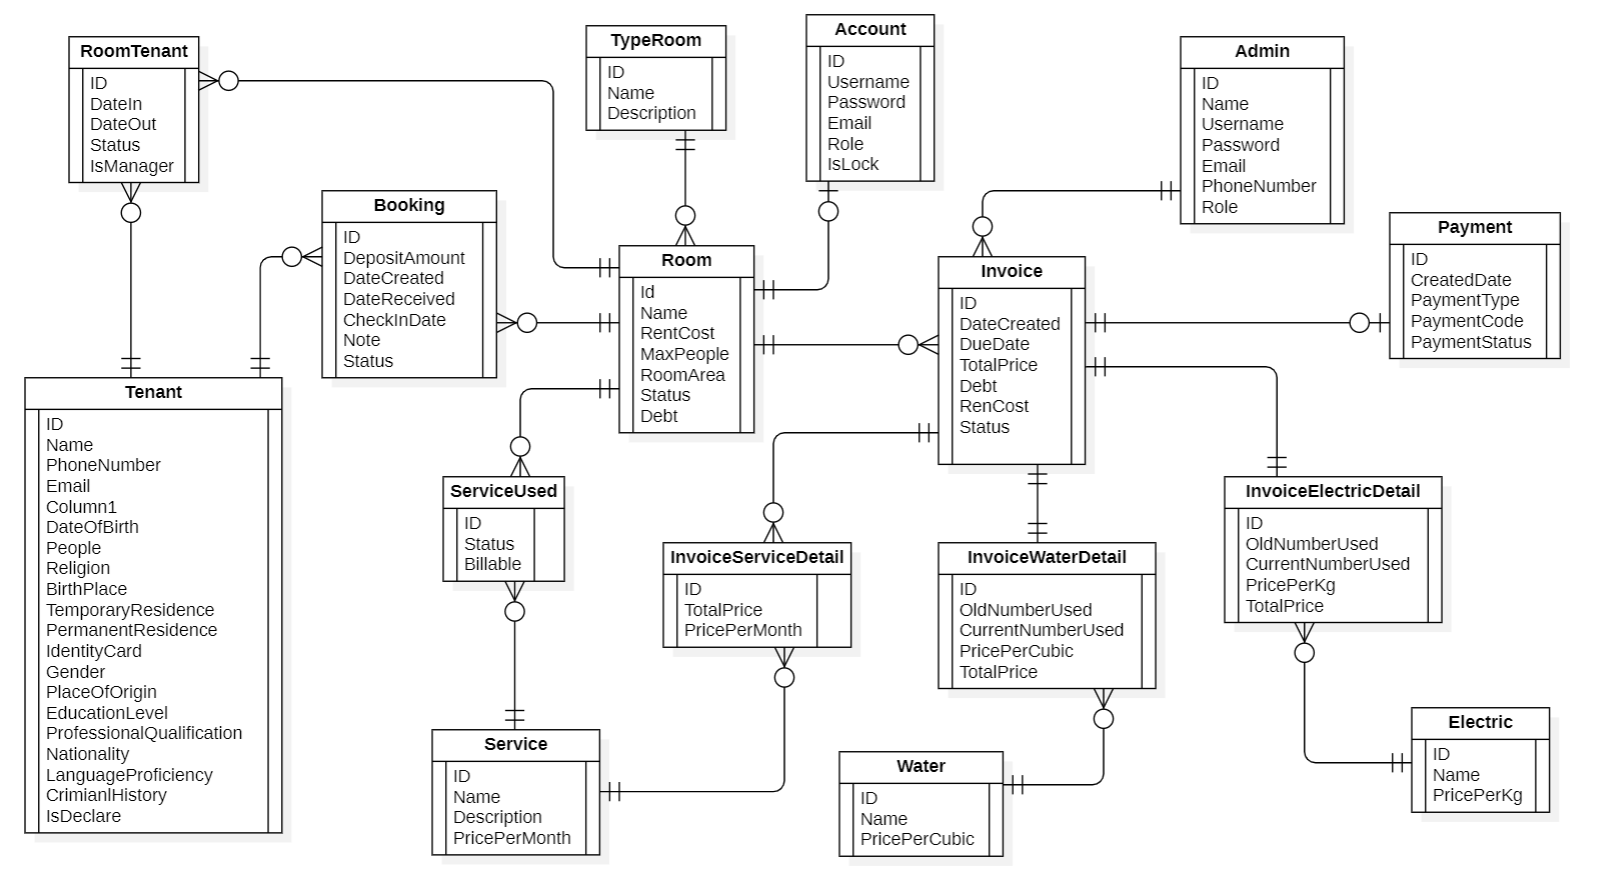 RoomTenant
ID
DateIn
DateOut
Status
IsManager
TypeRoom
ID
Name
Description
Account
ID
Username
Password
Email
Role
IsLock
Admin
ID
Name
Username
Password
Email
PhoneNumber
Role
Booking
ID
DepositAmount
DateCreated
DateReceived
CheckInDate
Note
Status
Room
Id
Name
RentCost
MaxPeople
RoomArea
Status
Debt
Invoice
ID
DateCreated
DueDate
TotalPrice
Debt
RenCost
Status
Payment
ID
CreatedDate
PaymentType
PaymentCode
PaymentStatus
Tenant
ID
Name
PhoneNumber
Email
Column1
DateOfBirth
People
Religion
BirthPlace
TemporaryResidence
PermanentResidence
IdentityCard
Gender
PlaceOfOrigin
EducationLevel
ProfessionalQualification
Nationality
LanguageProficiency
CrimianlHistory
IsDeclare
ServiceUsed
ID
Status
Billable
InvoiceServiceDetail
ID
TotalPrice
PricePerMonth
InvoiceWaterDetail
ID
OldNumberUsed
CurrentNumberUsed
PricePerCubic
TotalPrice
InvoiceElectricDetail
ID
OldNumberUsed
CurrentNumberUsed
PricePerKg
TotalPrice
Service
ID
Name
Description
PricePerMonth
Water
ID
Name
PricePerCubic
Electric
ID
Name
PricePerKg